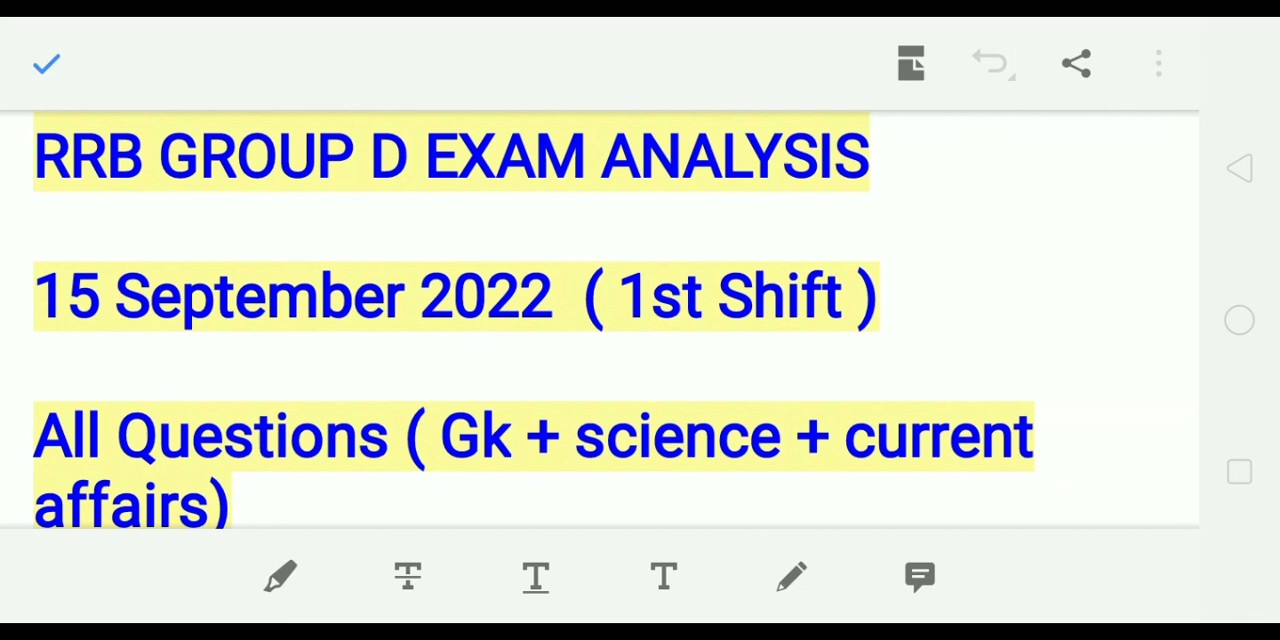 RRB GROUP D EXAM ANALYSIS
15 September 2022 ( 1st Shift )
All Questions ( Gk + science + current
affairs)